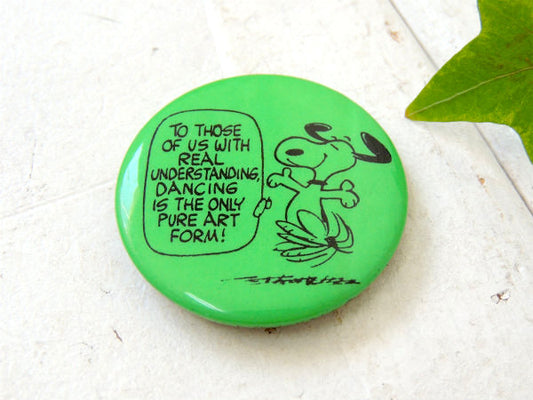 TO THOSE
OF US WITH
REAL
UNDERSTANDING,
DANCING
IS THE ONLY
PURE ART
FORM!